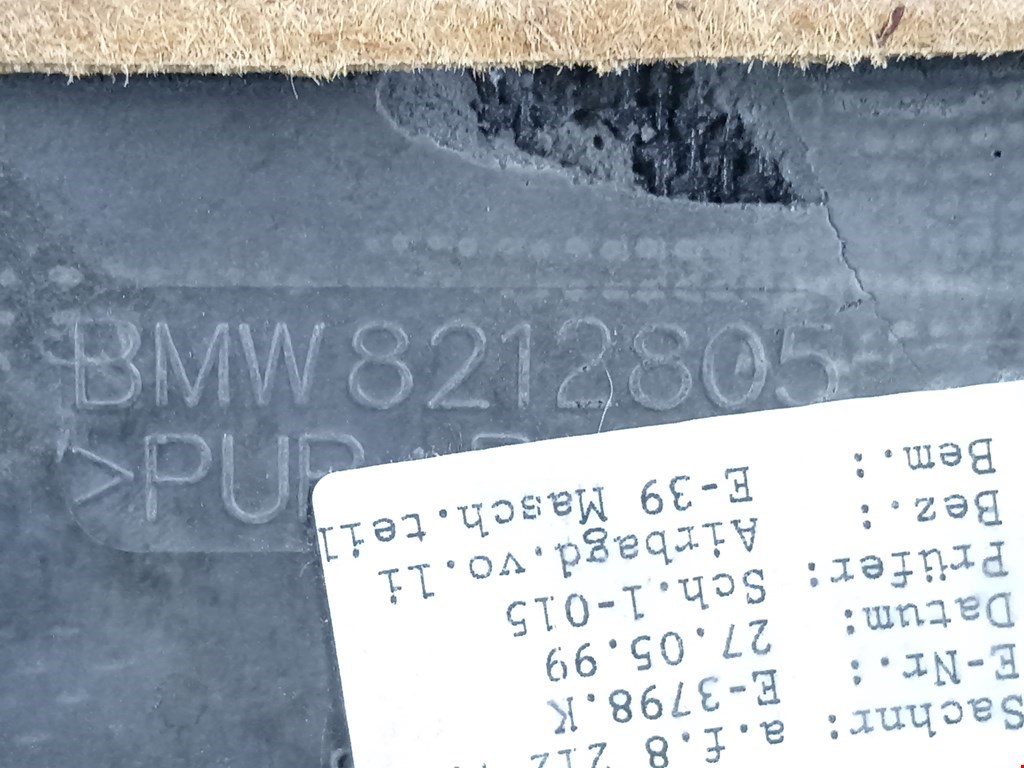 BMW 8212805
>PUR
Sachnr: a.f.8 212
E-Nr.: E-3798.K
Datum: 27.05.99
Prüfer: Sch.1-015
Bez.: Airbagd.vo.li
Bem.: E-39 Masch.teil